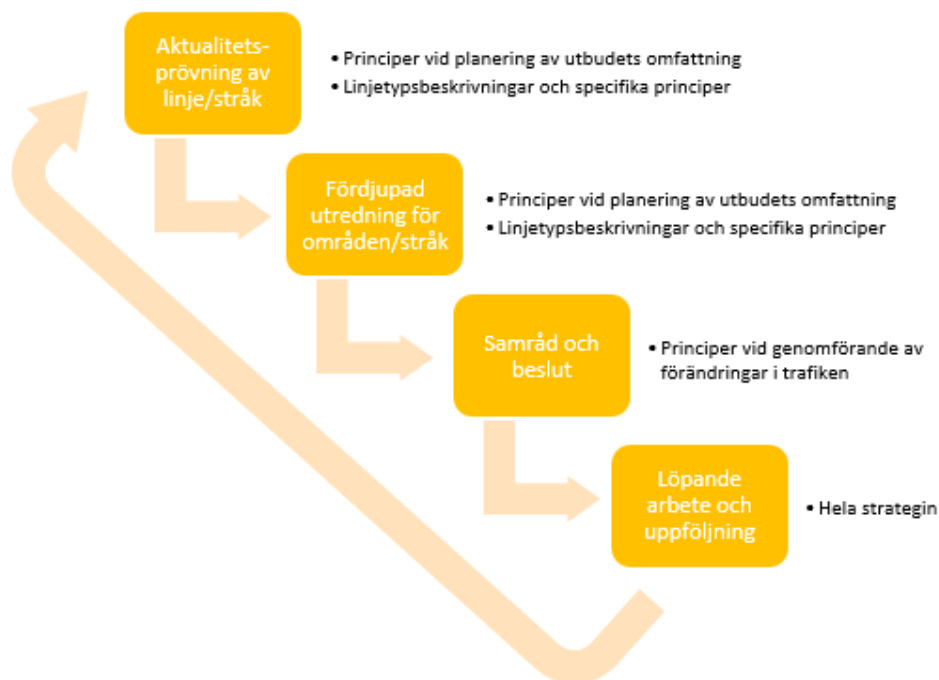 Aktualitets-
prövning av
linje/stråk
• Principer vid planering av utbudets omfattning
• Linjetypsbeskrivningar och specifika principer
Fördjupad
utredning för
områden/stråk
• Principer vid planering av utbudets omfattning
• Linjetypsbeskrivningar och specifika principer
Samråd och
beslut
• Principer vid genomförande av
förändringar i trafiken
Löpande
arbete och
uppföljning
• Hela strategin